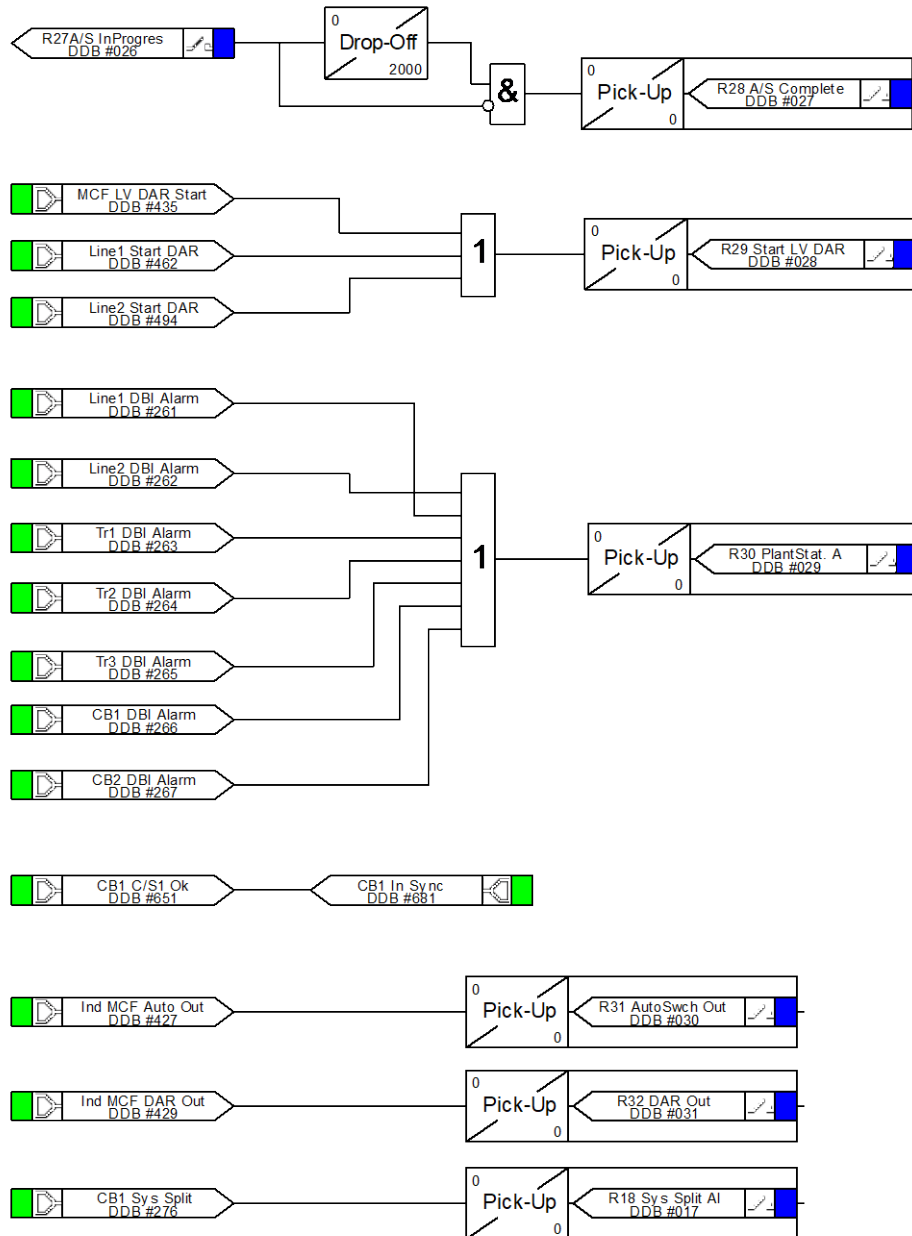 R27A/S InProgres
DDB #026
0
Drop-Off
2000
&
0
Pick-Up
0
R28 A/S Complete
DDB #027
MCF LV DAR Start
DDB #435
Line1 Start DAR
DDB #462
Line2 Start DAR
DDB #494
1
0
Pick-Up
0
R29 Start LV DAR
DDB #028
Line1 DBI Alarm
DDB #261
Line2 DBI Alarm
DDB #262
Tr1 DBI Alarm
DDB #263
Tr2 DBI Alarm
DDB #264
Tr3 DBI Alarm
DDB #265
CB1 DBI Alarm
DDB #266
CB2 DBI Alarm
DDB #267
1
0
Pick-Up
0
R30 PlantStat. A
DDB #029
CB1 C/S1 Ok
DDB #651
CB1 In Sync
DDB #681
Ind MCF Auto Out
DDB #427
0
Pick-Up
0
R31 AutoSwch Out
DDB #030
Ind MCF DAR Out
DDB #429
0
Pick-Up
0
R32 DAR Out
DDB #031
CB1 Sys Split
DDB #276
0
Pick-Up
0
R18 Sys Split Al
DDB #017